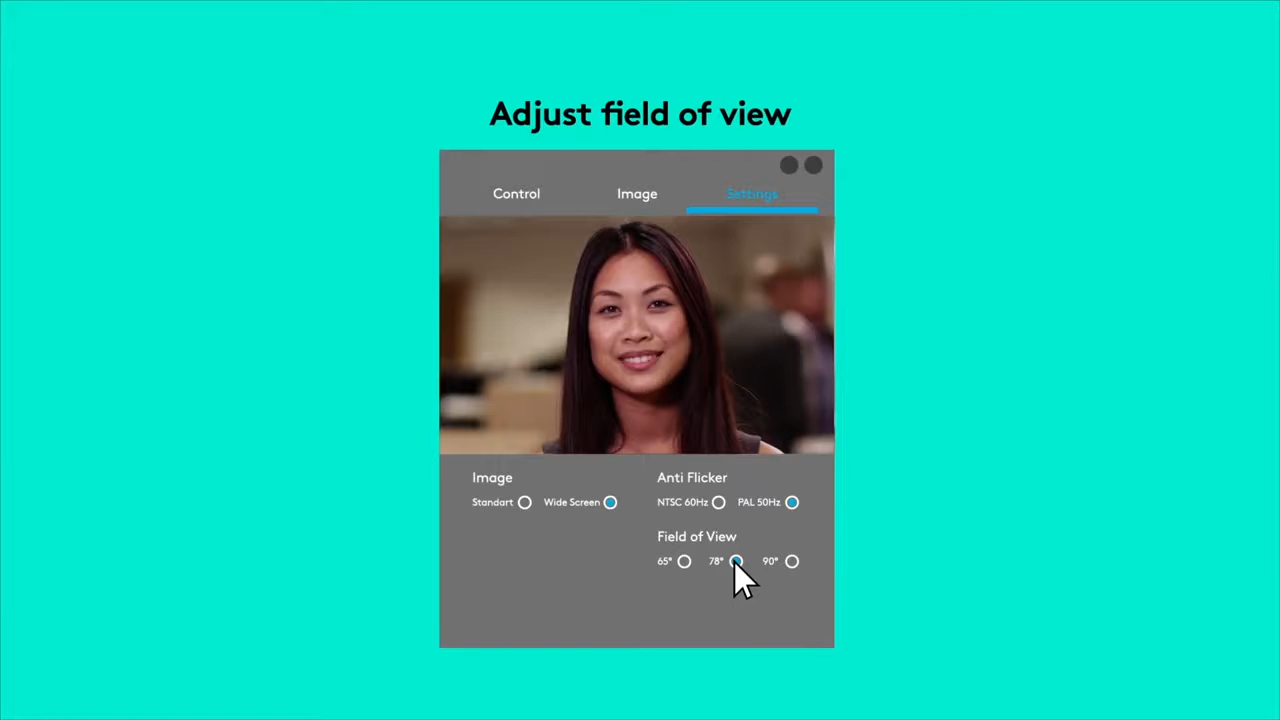 Adjust field of view
Control Image Settings
Image Anti Flicker
Standart Wide Screen NTSC 60Hz PAL 50Hz
Field of View
65° 78° 90°